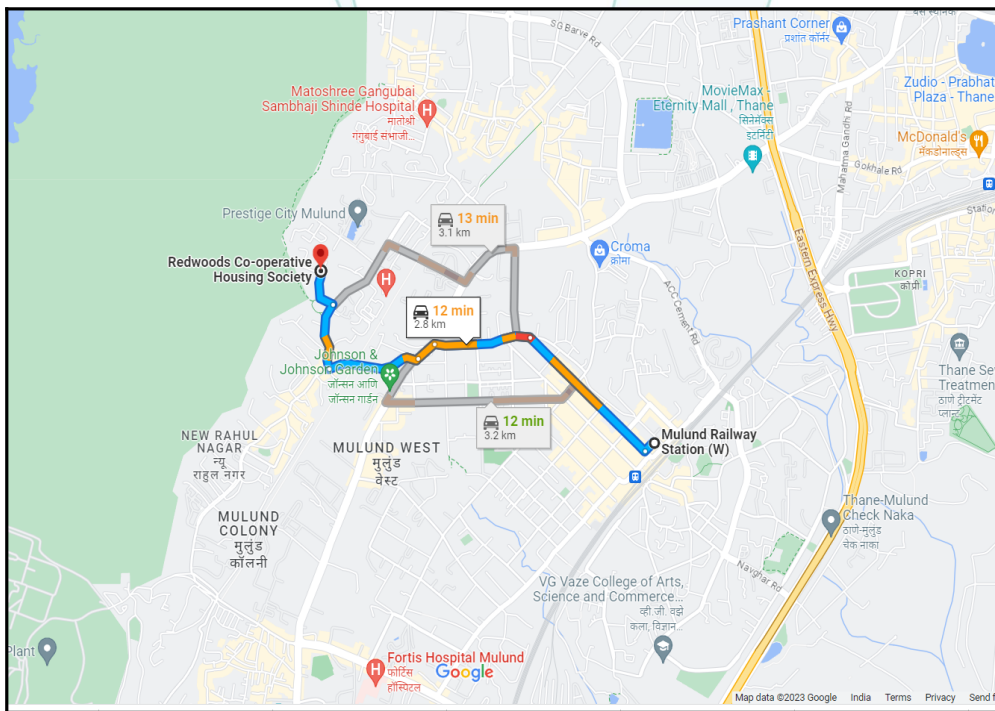 SG Barve Rd
Prashant Corner
प्रशांत कॉर्नर
Matoshree Gangubai
Sambhaji Shinde Hospital
मातोश्री
गंगुबाई संभाजी...
MovieMax -
Eternity Mall , Thane
सिनेमॅक्स
इटर्निटी
Zudio - Prabhat
Plaza - Thane
Mahatma Gandhi Rd
McDonald's
मॅकडोनाल्ड्स
Gokhale Rd
Station
Prestige City Mulund
13 min
3.1 km
Croma
क्रोमा
Eastern Express Hwy
Redwoods Co-operative
Housing Society
KOPRI
कोप्री
ACC Cement Rd
12 min
2.8 km
Johnson &
Johnson Garden
जॉन्सन आणि
जॉन्सन गार्डन
Thane Se
Treatment
ठाणे ट्रीटमेंट
प्लान्ट
12 min
3.2 km
Mulund Railway
Station (W)
NEW RAHUL
NAGAR
न्यू
राहुल नगर
MULUND WEST
मुलुंड
वेस्ट
MULUND
COLONY
मुलुंड
कॉलनी
Thane-Mulund
Check Naka
ठाणे-मुलुंड
चेक नाका
Navghar Rd
VG Vaze College of Arts,
Science and Commerce...
व्ही.जी. वझे
कला, विज्ञान...
Plant
Fortis Hospital Mulund
फोर्टिस
हॉस्पिटल
Google
Map data ©2023 Google India Terms Privacy Send f